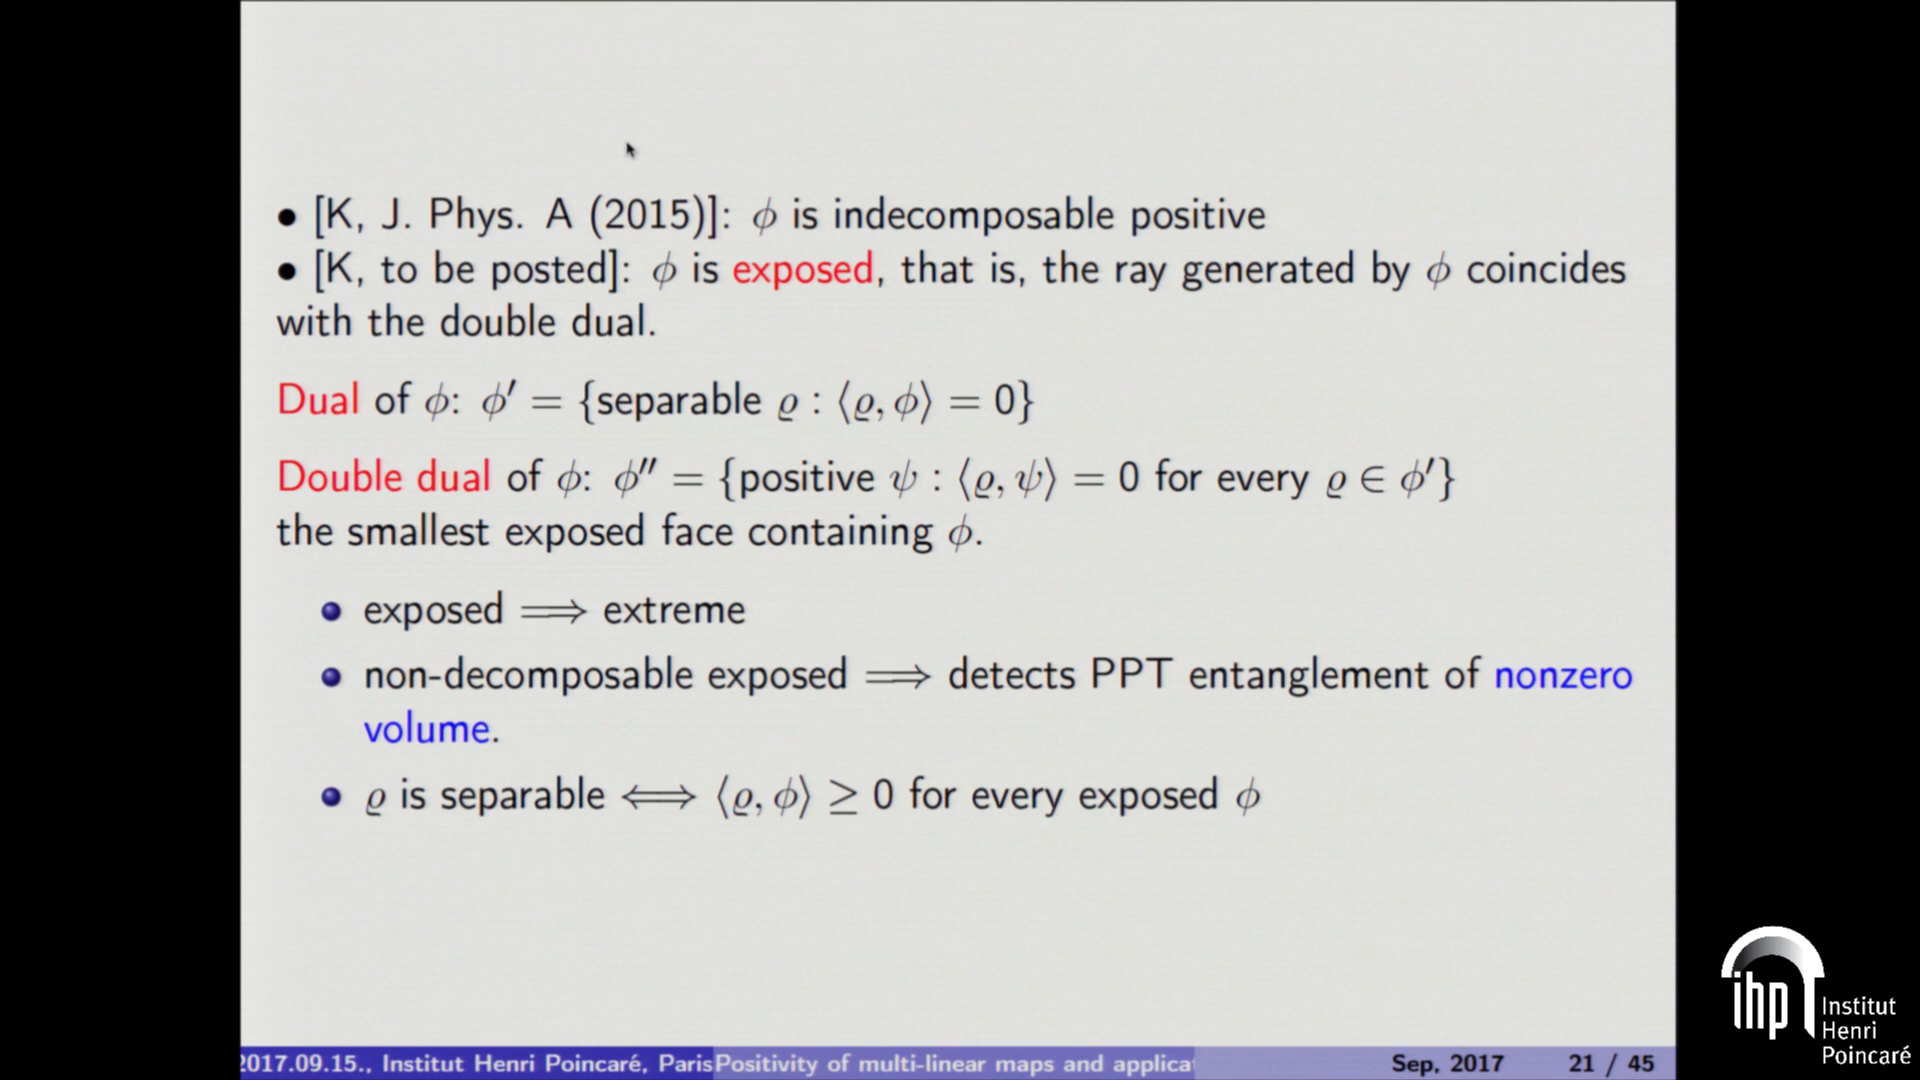 • [K, J. Phys. A (2015)]: ϕ is indecomposable positive
• [K, to be posted]: ϕ is exposed, that is, the ray generated by ϕ coincides
with the double dual.
Dual of ϕ: ϕ′ = {separable ϱ : ⟨ϱ, ϕ⟩ = 0}
Double dual of ϕ: ϕ″ = {positive ψ : ⟨ϱ, ψ⟩ = 0 for every ϱ ∈ ϕ′}
the smallest exposed face containing ϕ.
• exposed ⟹ extreme
• non-decomposable exposed ⟹ detects PPT entanglement of nonzero
volume.
• ϱ is separable ⟺ ⟨ϱ, ϕ⟩ ≥ 0 for every exposed ϕ
2017.09.15., Institut Henri Poincaré, Paris Positivity of multi-linear maps and applicat Sep, 2017 21 / 45
ihp
Institut
Henri
Poincaré